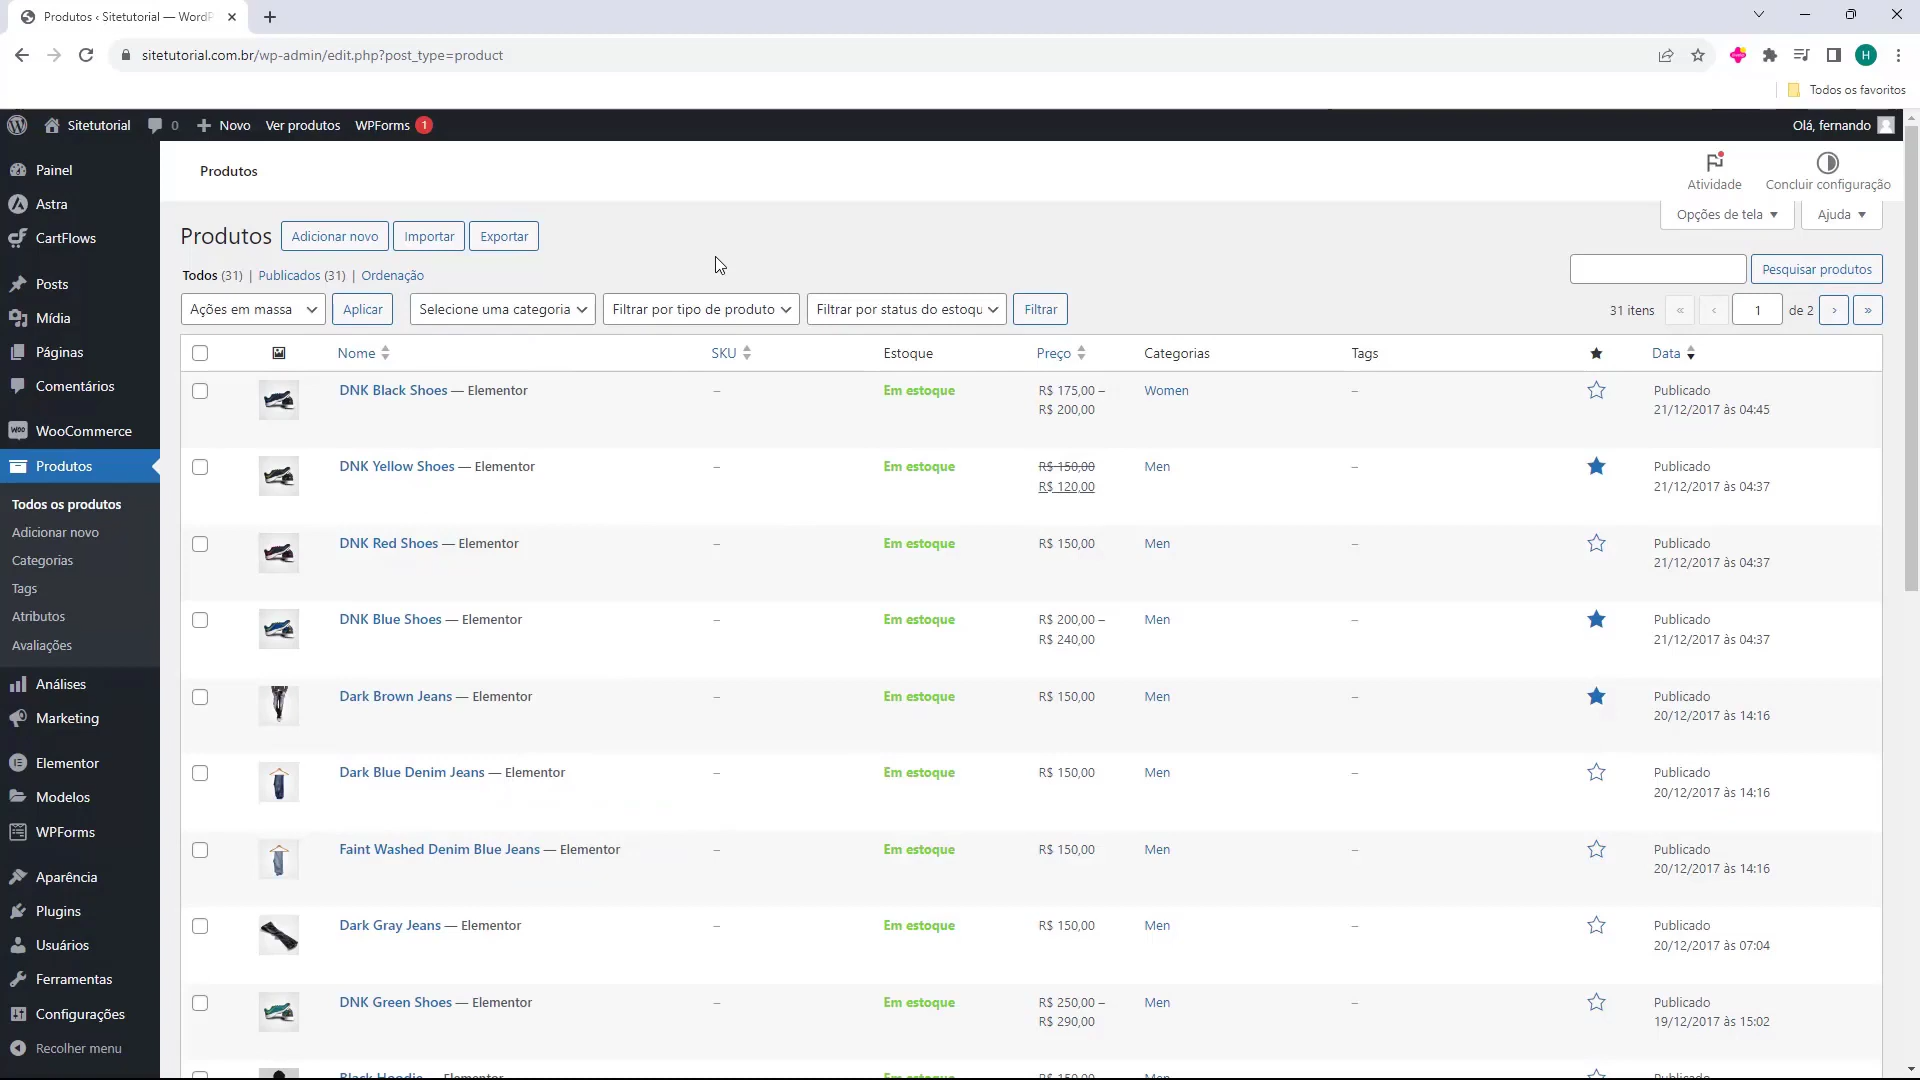 Produtos ‹ Sitetutorial — WordP
sitetutorial.com.br/wp-admin/edit.php?post_type=product
H
Todos os favoritos
Sitetutorial 0 Novo Ver produtos WPForms 1 Olá, fernando
Painel
Astra
CartFlows
Posts
Mídia
Páginas
Comentários
WooCommerce
Produtos
Todos os produtos
Adicionar novo
Categorias
Tags
Atributos
Avaliações
Análises
Marketing
Elementor
Modelos
WPForms
Aparência
Plugins
Usuários
Ferramentas
Configurações
Recolher menu
Produtos
Atividade
Concluir configuração
Opções de tela
Ajuda
Produtos Adicionar novo Importar Exportar
Todos (31) | Publicados (31) | Ordenação
Pesquisar produtos
Ações em massa Aplicar Selecione uma categoria Filtrar por tipo de produto Filtrar por status do estoqu Filtrar
31 itens « ‹ 1 de 2 › »
Nome SKU Estoque Preço Categorias Tags Data
DNK Black Shoes — Elementor – Em estoque R$ 175,00 – Women – Publicado
R$ 200,00 21/12/2017 às 04:45
DNK Yellow Shoes — Elementor – Em estoque R$ 150,00 Men – Publicado
R$ 120,00 21/12/2017 às 04:37
DNK Red Shoes — Elementor – Em estoque R$ 150,00 Men – Publicado
21/12/2017 às 04:37
DNK Blue Shoes — Elementor – Em estoque R$ 200,00 – Men – Publicado
R$ 240,00 21/12/2017 às 04:37
Dark Brown Jeans — Elementor – Em estoque R$ 150,00 Men – Publicado
20/12/2017 às 14:16
Dark Blue Denim Jeans — Elementor – Em estoque R$ 150,00 Men – Publicado
20/12/2017 às 14:16
Faint Washed Denim Blue Jeans — Elementor – Em estoque R$ 150,00 Men – Publicado
20/12/2017 às 14:16
Dark Gray Jeans — Elementor – Em estoque R$ 150,00 Men – Publicado
20/12/2017 às 07:04
DNK Green Shoes — Elementor – Em estoque R$ 250,00 – Men – Publicado
R$ 290,00 19/12/2017 às 15:02
Black Hoodie — Elementor Em estoque R$ 150,00 Men Publicado